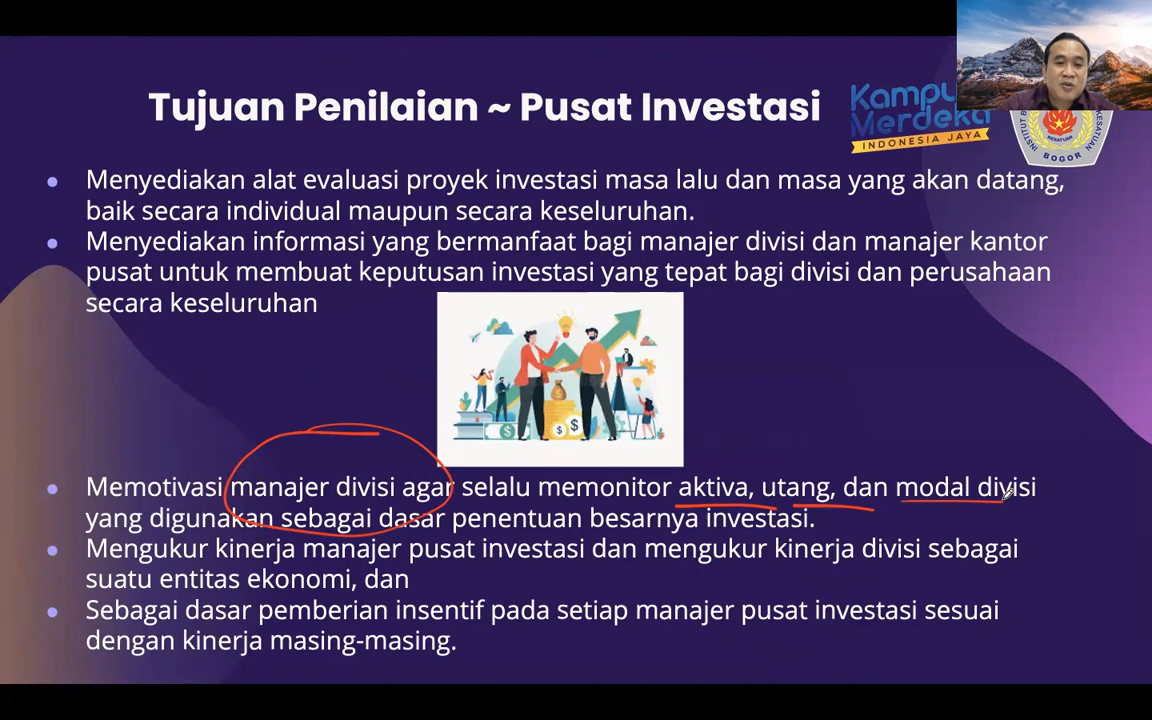 Tujuan Penilaian ~ Pusat Investasi
Kampu
Merdeka
INDONESIA JAYA
KESATUAN
BOGOR
Menyediakan alat evaluasi proyek investasi masa lalu dan masa yang akan datang,
baik secara individual maupun secara keseluruhan.
Menyediakan informasi yang bermanfaat bagi manajer divisi dan manajer kantor
pusat untuk membuat keputusan investasi yang tepat bagi divisi dan perusahaan
secara keseluruhan
Memotivasi manajer divisi agar selalu memonitor aktiva, utang, dan modal divisi
yang digunakan sebagai dasar penentuan besarnya investasi.
Mengukur kinerja manajer pusat investasi dan mengukur kinerja divisi sebagai
suatu entitas ekonomi, dan
Sebagai dasar pemberian insentif pada setiap manajer pusat investasi sesuai
dengan kinerja masing-masing.